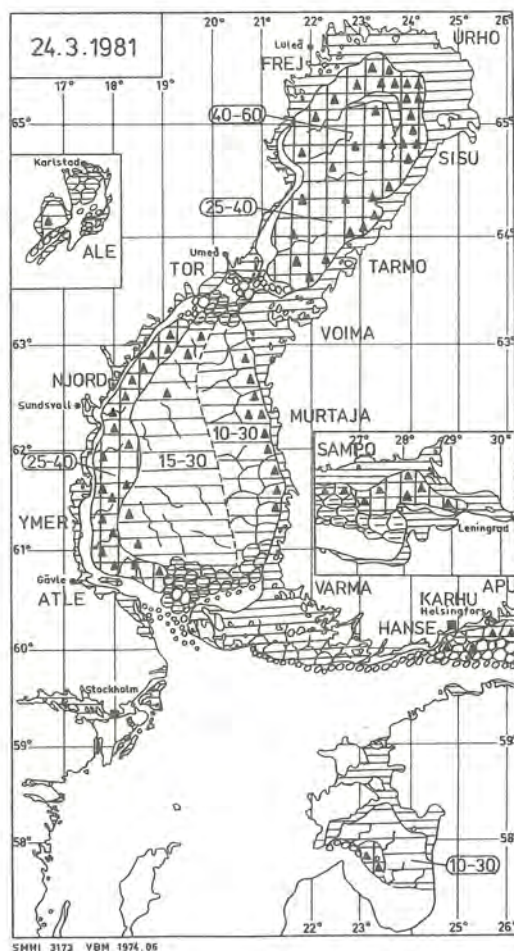 24.3.1981
20° 21° 22° 23° 24° 25° 26°
17° 18° 19°
Luleå
URHO
FREJ
40-60
65°
65°
SISU
Karlstad
25-40
ALE
64°
Umeå
TOR
TARMO
63°
VOIMA
NJORD
Sundsvall
MURTAJA
10-30
62°
25-40
15-30
27° 28° 29° 30°
SAMPO
Leningrad
YMER
61°
Gävle
ATLE
VARMA
APU
KARHU
Helsingfors
HANSE
60°
60°
Stockholm
59°
59°
58°
58°
10-30
22° 23° 24° 25° 26°
SMHI 3173 YBM 1974.06